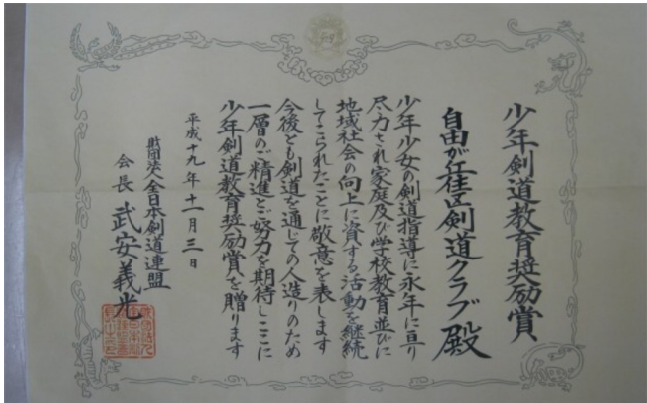 少年剣道教育奨励賞
自由が丘住区剣道クラブ殿
少年少女の剣道指導に永年に亘り
尽力され家庭及び学校教育並びに
地域社会の向上に資する活動を継続
してこられたことに敬意を表します
今後とも剣道を通じての人造りのため
一層のご精進とご努力を期待しここに
少年剣道教育奨励賞を贈ります
平成十九年十一月三日
財団法人全日本剣道連盟
会長 武安義光